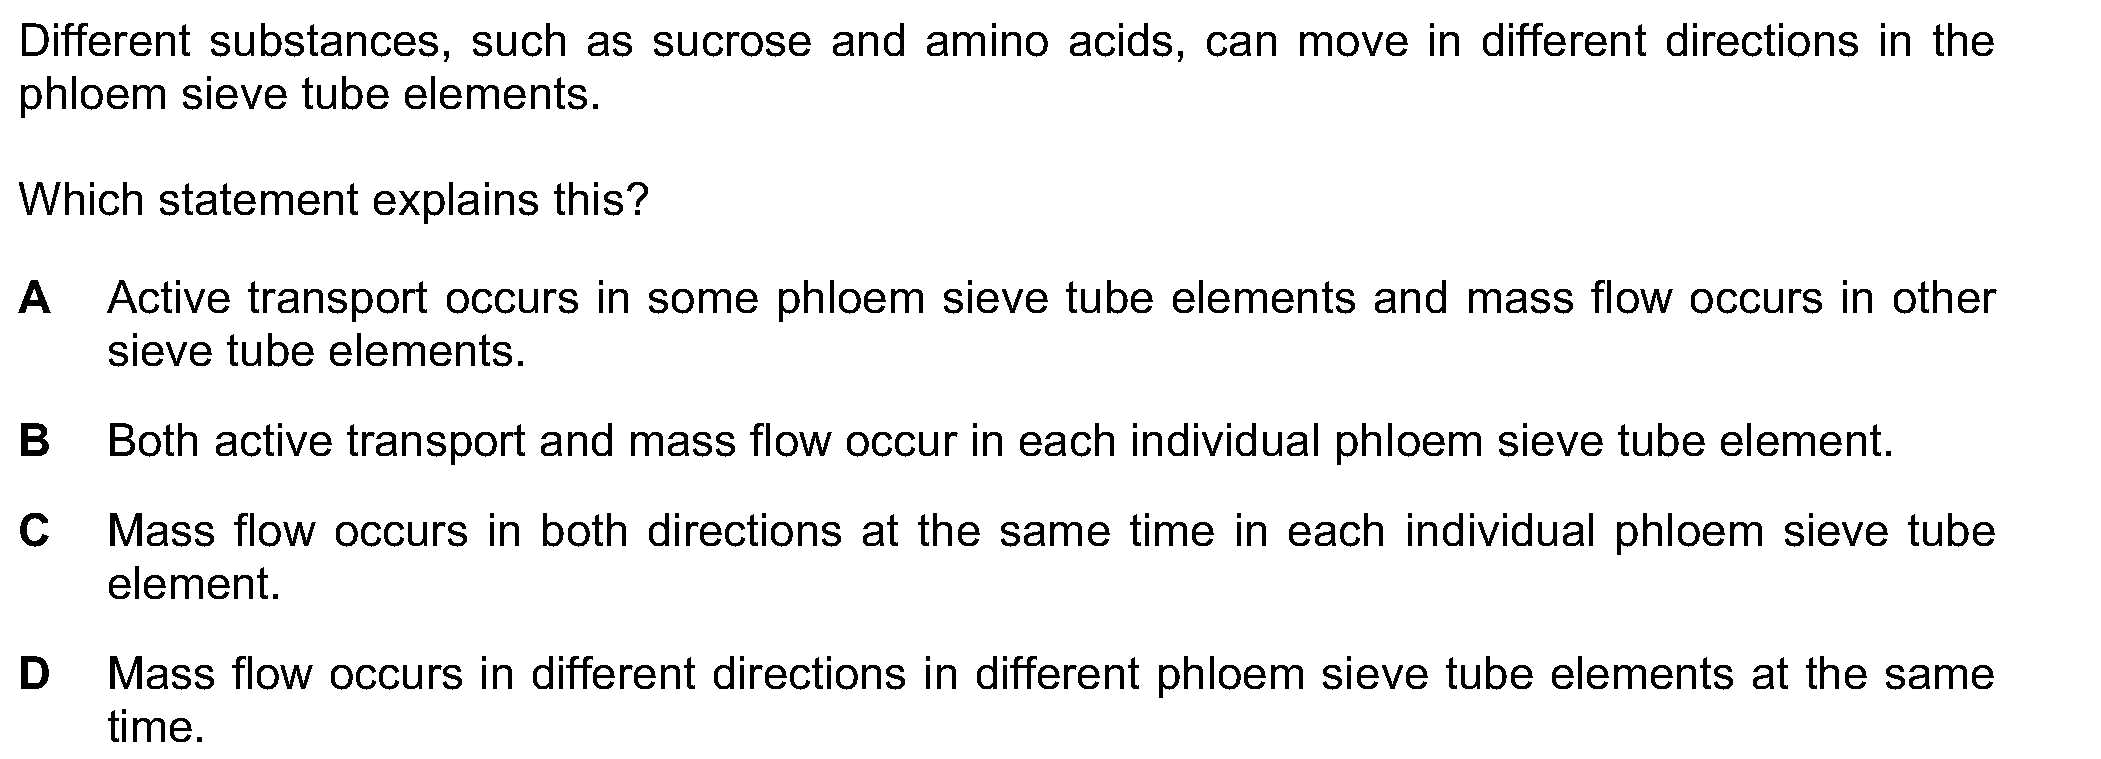 Different substances, such as sucrose and amino acids, can move in different directions in the
phloem sieve tube elements.
Which statement explains this?
A Active transport occurs in some phloem sieve tube elements and mass flow occurs in other
sieve tube elements.
B Both active transport and mass flow occur in each individual phloem sieve tube element.
C Mass flow occurs in both directions at the same time in each individual phloem sieve tube
element.
D Mass flow occurs in different directions in different phloem sieve tube elements at the same
time.